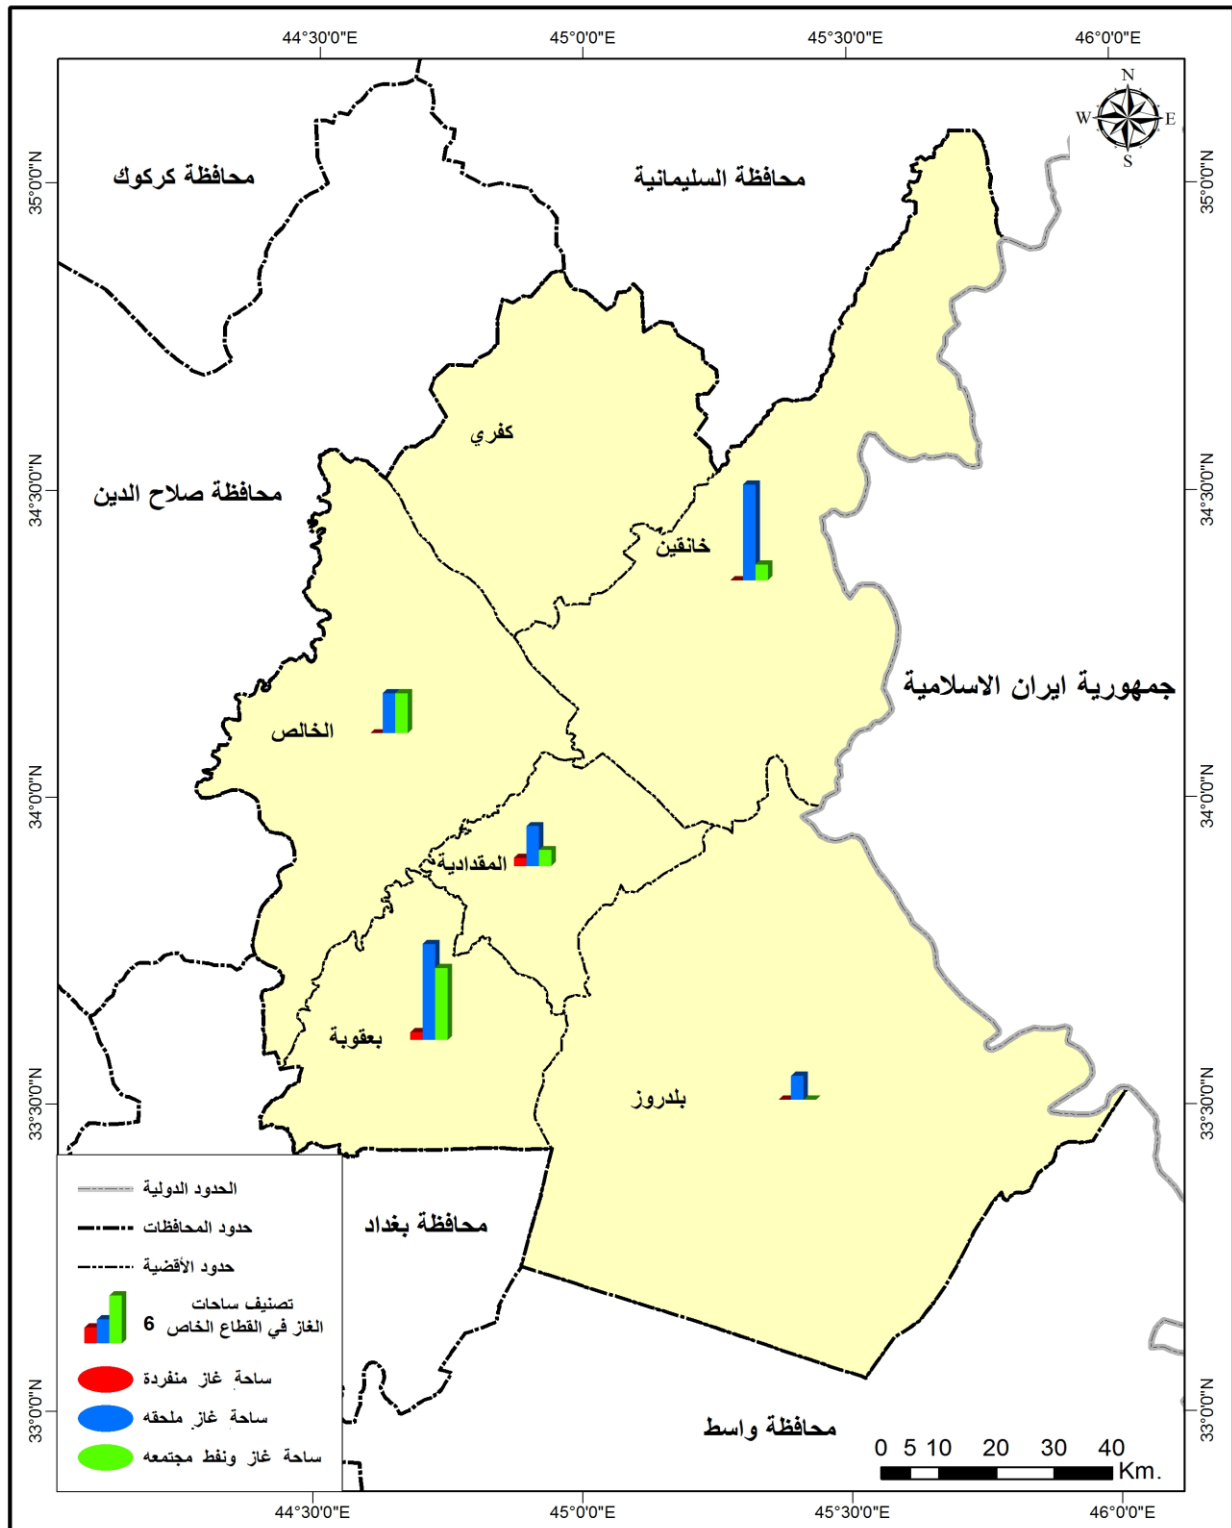 44°30'0"E
45°0'0"E
45°30'0"E
46°0'0"E
N
W E
S
35°0'0"N
35°0'0"N
محافظة كركوك
محافظة السليمانية
كفري
34°30'0"N
34°30'0"N
محافظة صلاح الدين
خانقين
جمهورية ايران الاسلامية
الخالص
34°0'0"N
34°0'0"N
المقدادية
بعقوبة
بلدروز
33°30'0"N
33°30'0"N
الحدود الدولية
حدود المحافظات
حدود الأقضية
تصنيف ساحات
الغاز في القطاع الخاص 6
ساحة غاز منفردة
ساحة غاز ملحقه
ساحة غاز ونفط مجتمعه
محافظة بغداد
محافظة واسط
33°0'0"N
33°0'0"N
0 5 10 20 30 40
Km.
44°30'0"E
45°0'0"E
45°30'0"E
46°0'0"E